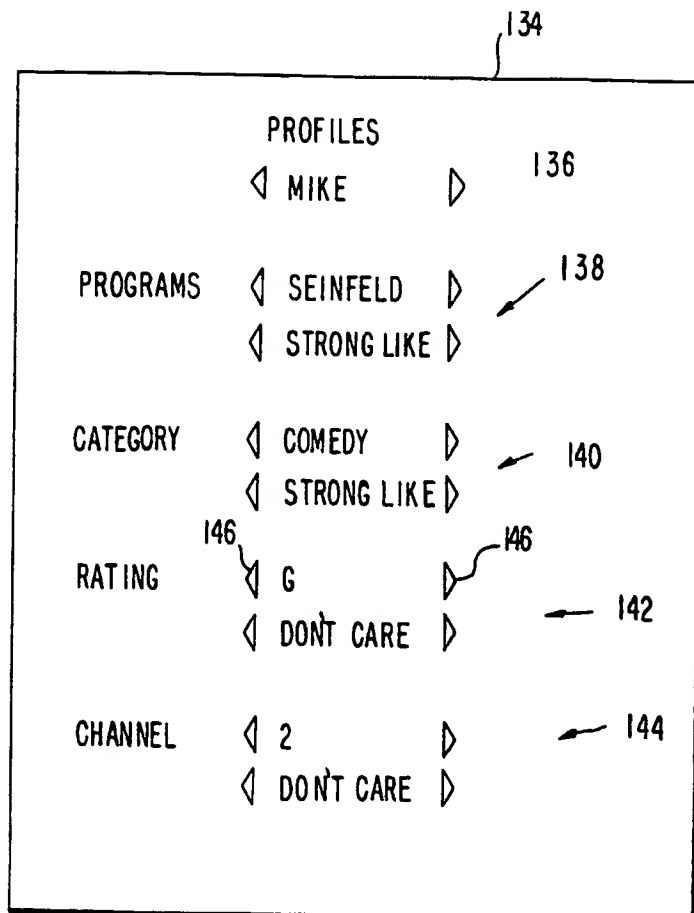 134
PROFILES
MIKE 136
PROGRAMS SEINFELD 138
STRONG LIKE
CATEGORY COMEDY 140
STRONG LIKE
146 146
RATING G
DON'T CARE 142
CHANNEL 2 144
DON'T CARE